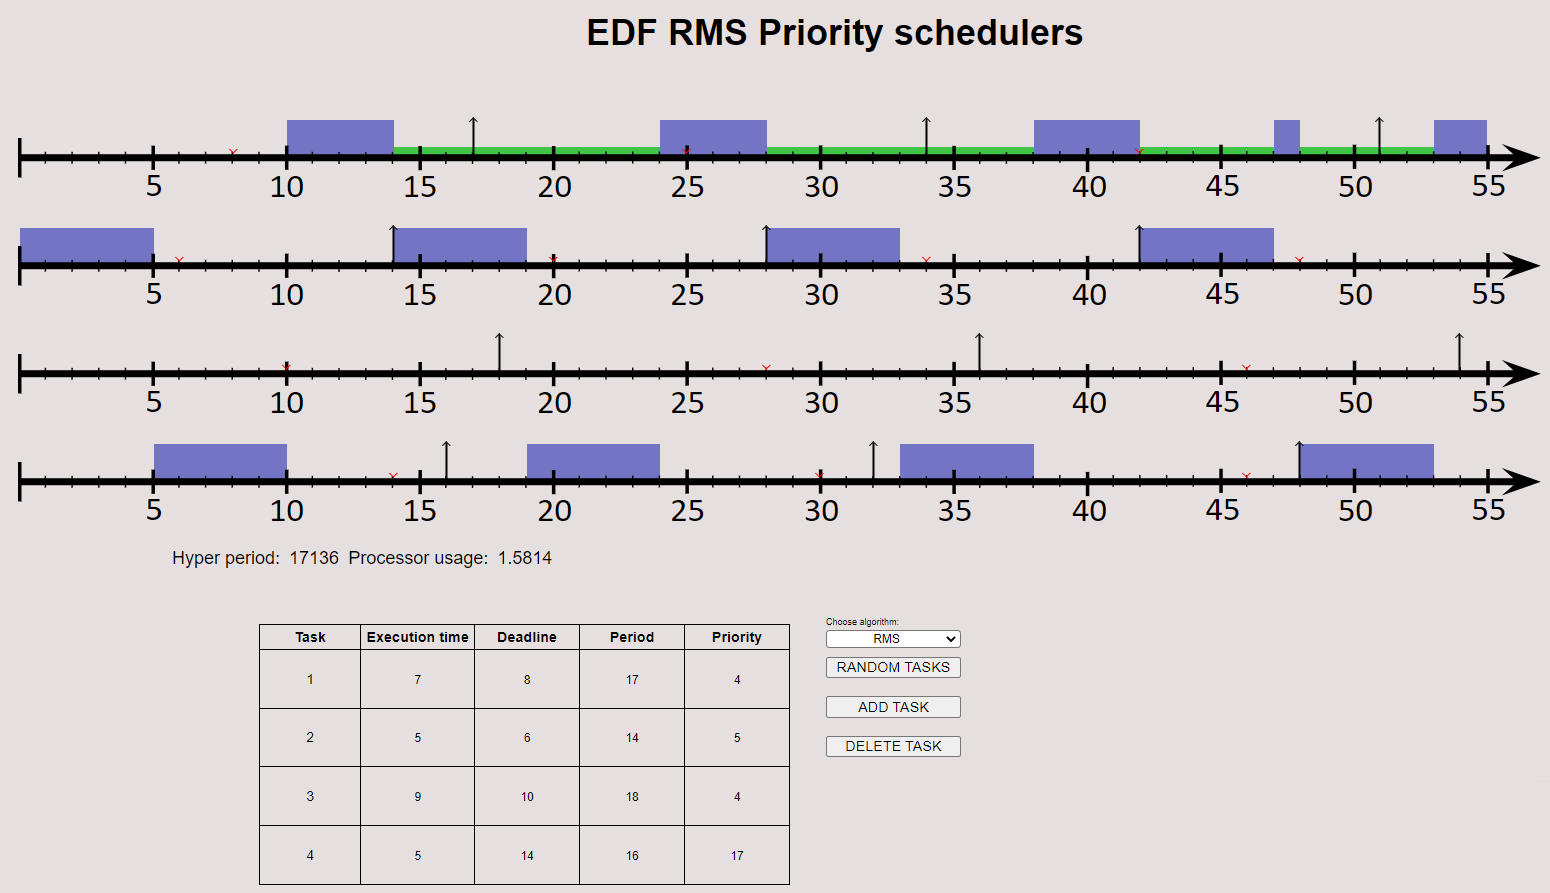 EDF RMS Priority schedulers
5 10 15 20 25 30 35 40 45 50 55
5 10 15 20 25 30 35 40 45 50 55
5 10 15 20 25 30 35 40 45 50 55
5 10 15 20 25 30 35 40 45 50 55
Hyper period: 17136 Processor usage: 1.5814
Choose algorithm:
Task Execution time Deadline Period Priority
RMS
1 7 8 17 4
RANDOM TASKS
ADD TASK
2 5 6 14 5
DELETE TASK
3 9 10 18 4
4 5 14 16 17